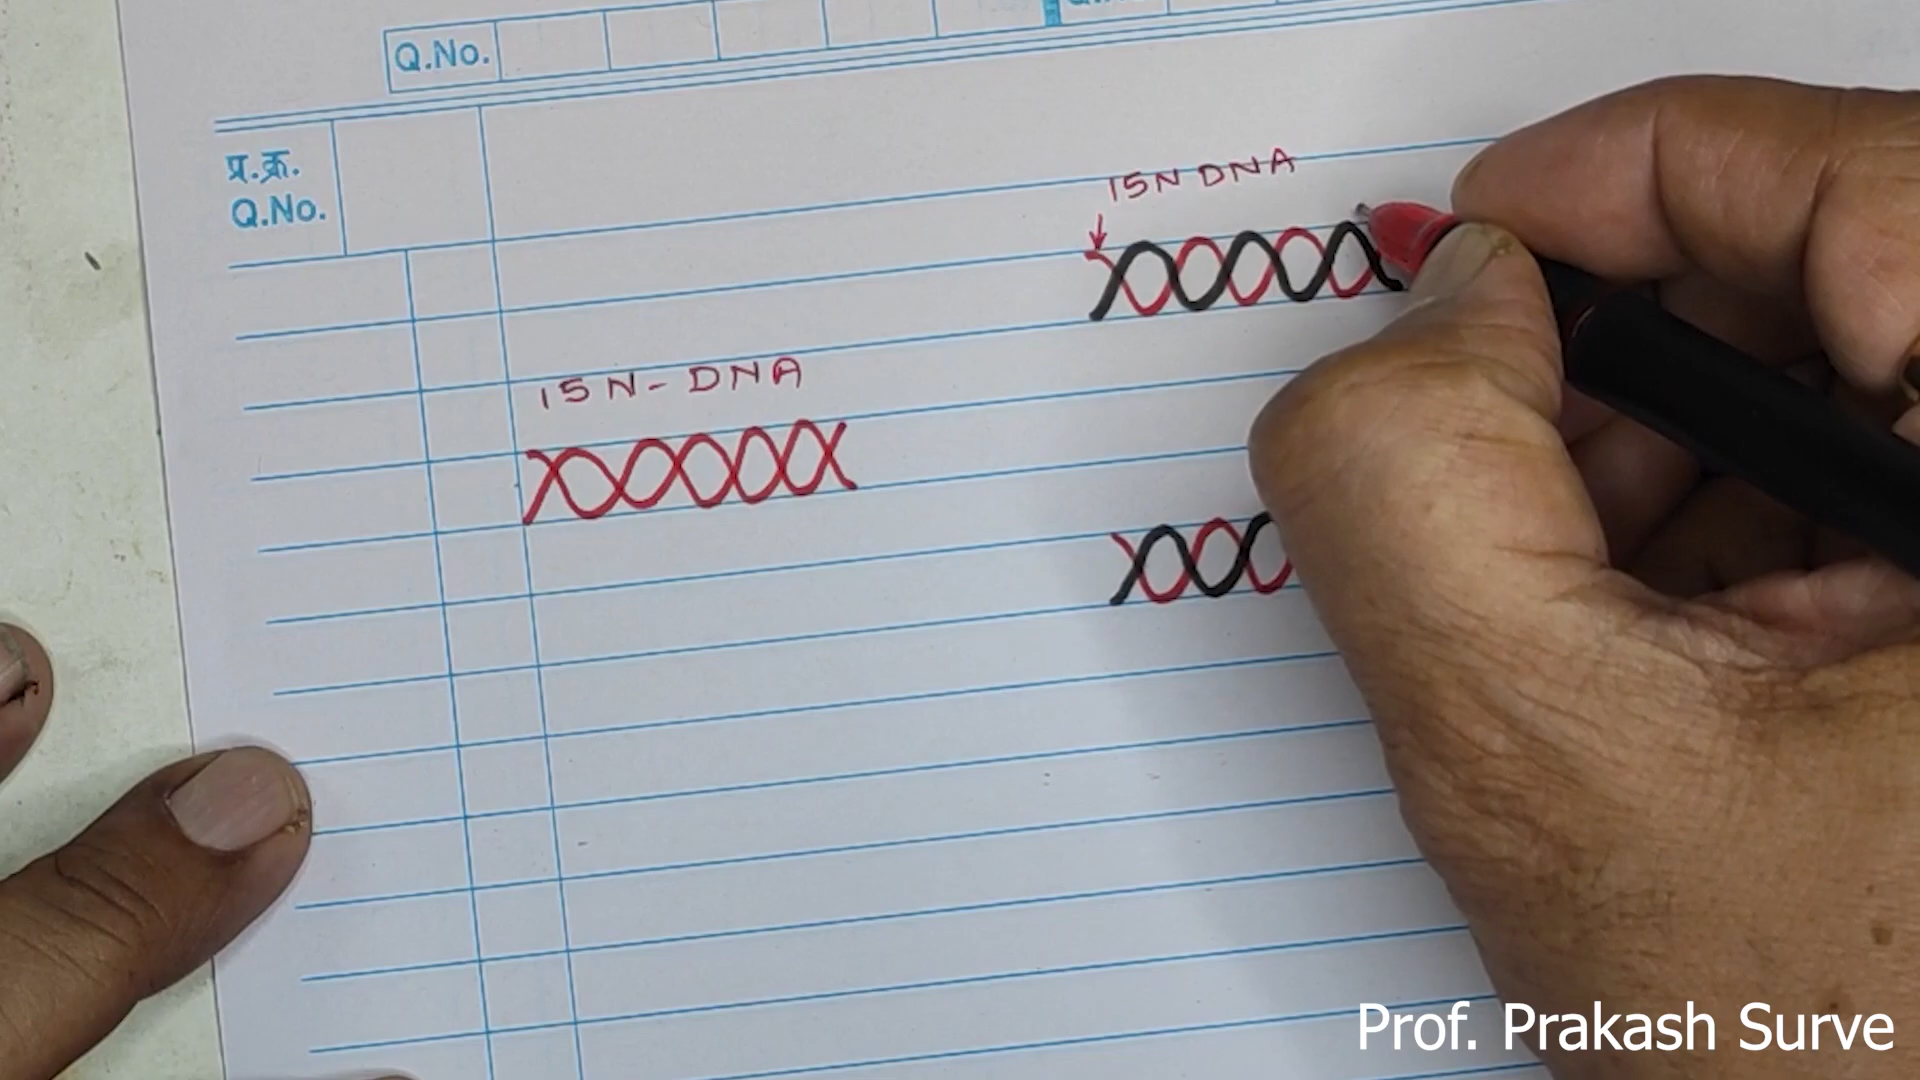 Q.No.
प्र.क्र.
Q.No.
15N DNA
15N-DNA
Prof. Prakash Surve